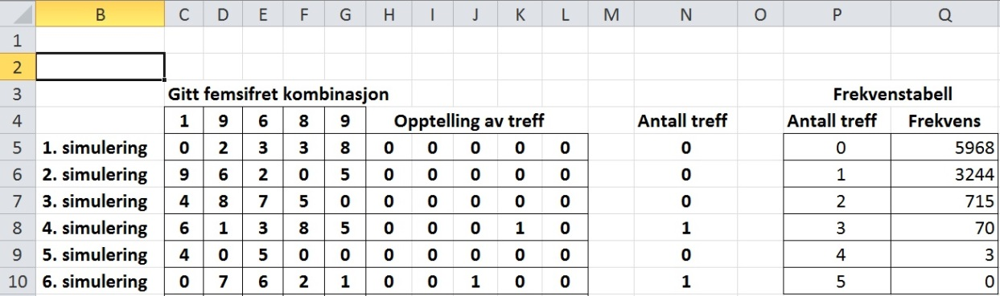 B C D E F G H I J K L M N O P Q
1
2
3 Gitt femsifret kombinasjon Frekvenstabell
4 1 9 6 8 9 Opptelling av treff Antall treff Antall treff Frekvens
5 1. simulering 0 2 3 3 8 0 0 0 0 0 0 0 5968
6 2. simulering 9 6 2 0 5 0 0 0 0 0 0 1 3244
7 3. simulering 4 8 7 5 0 0 0 0 0 0 0 2 715
8 4. simulering 6 1 3 8 5 0 0 0 1 0 1 3 70
9 5. simulering 4 0 5 0 0 0 0 0 0 0 0 4 3
10 6. simulering 0 7 6 2 1 0 0 1 0 0 1 5 0